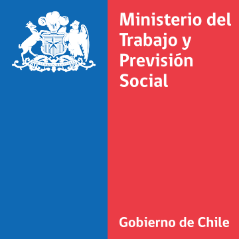 Ministerio del
Trabajo y
Previsión
Social
Gobierno de Chile